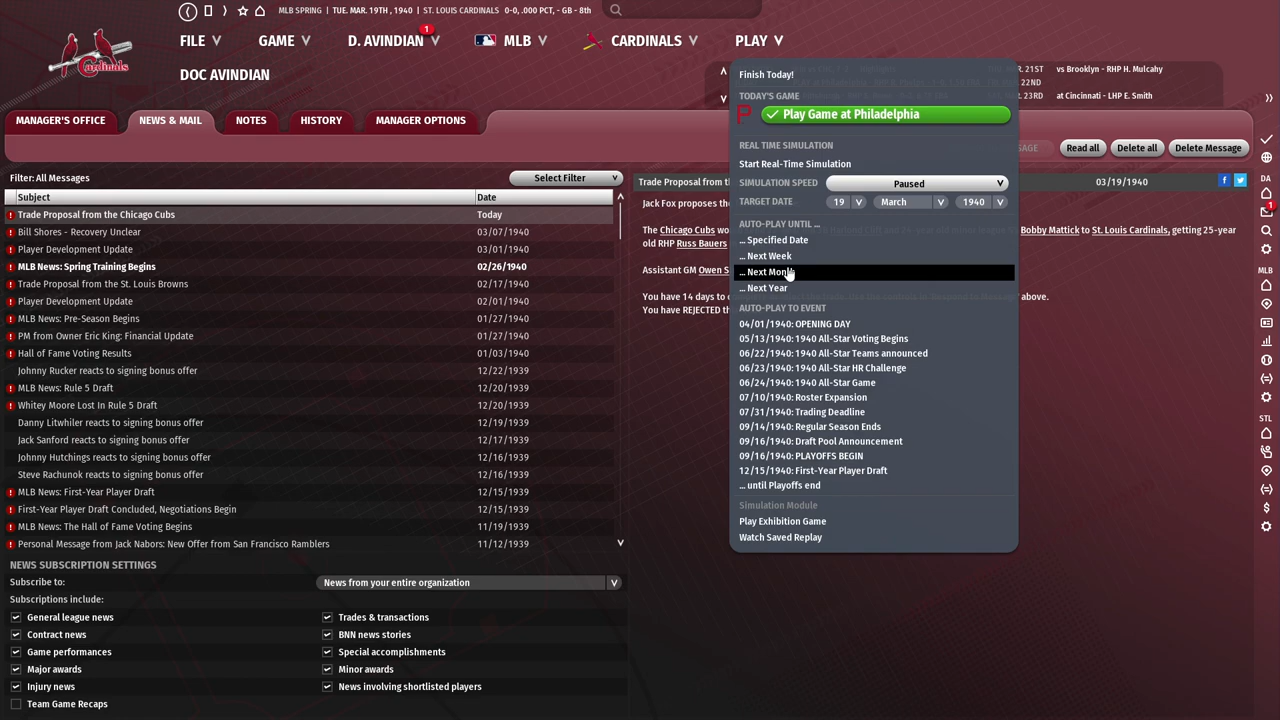 MLB SPRING | TUE. MAR. 19TH , 1940 | ST. LOUIS CARDINALS 0-0, .000 PCT, - GB - 8th
FILE GAME D. AVINDIAN 1 MLB CARDINALS PLAY
Cardinals
DOC AVINDIAN
21ST vs Brooklyn - RHP H. Mulcahy
22ND
23RD at Cincinnati - LHP E. Smith
MANAGER'S OFFICE NEWS & MAIL NOTES HISTORY MANAGER OPTIONS
Read all Delete all Delete Message
Filter: All Messages Select Filter
Subject Date
Trade Proposal from the Chicago Cubs Today
Bill Shores - Recovery Unclear 03/07/1940
Player Development Update 03/01/1940
MLB News: Spring Training Begins 02/26/1940
Trade Proposal from the St. Louis Browns 02/17/1940
Player Development Update 02/01/1940
MLB News: Pre-Season Begins 01/27/1940
PM from Owner Eric King: Financial Update 01/27/1940
Hall of Fame Voting Results 01/03/1940
Johnny Rucker reacts to signing bonus offer 12/22/1939
MLB News: Rule 5 Draft 12/20/1939
Whitey Moore Lost In Rule 5 Draft 12/20/1939
Danny Litwhiler reacts to signing bonus offer 12/19/1939
Jack Sanford reacts to signing bonus offer 12/17/1939
Johnny Hutchings reacts to signing bonus offer 12/16/1939
Steve Rachunok reacts to signing bonus offer 12/16/1939
MLB News: First-Year Player Draft 12/15/1939
First-Year Player Draft Concluded, Negotiations Begin 12/15/1939
MLB News: The Hall of Fame Voting Begins 11/19/1939
Personal Message from Jack Nabors: New Offer from San Francisco Ramblers 11/12/1939
NEWS SUBSCRIPTION SETTINGS
Subscribe to: News from your entire organization
Subscriptions include:
General league news Trades & transactions
Contract news BNN news stories
Game performances Special accomplishments
Major awards Minor awards
Injury news News involving shortlisted players
Team Game Recaps
Trade Proposal from 03/19/1940
Jack Fox proposes
The Chicago Cubs Bobby Mattick to St. Louis Cardinals, getting 25-year
old RHP Russ Bauers
Assistant GM Owen
You have 14 days to above.
You have REJECTED
Finish Today!
TODAY'S GAME
P Play Game at Philadelphia
REAL TIME SIMULATION
Start Real-Time Simulation
SIMULATION SPEED Paused
TARGET DATE 19 March 1940
AUTO-PLAY UNTIL ...
... Specified Date
... Next Week
... Next Month
... Next Year
AUTO-PLAY TO EVENT
04/01/1940: OPENING DAY
05/13/1940: 1940 All-Star Voting Begins
06/22/1940: 1940 All-Star Teams announced
06/23/1940: 1940 All-Star HR Challenge
06/24/1940: 1940 All-Star Game
07/10/1940: Roster Expansion
07/31/1940: Trading Deadline
09/14/1940: Regular Season Ends
09/16/1940: Draft Pool Announcement
09/16/1940: PLAYOFFS BEGIN
12/15/1940: First-Year Player Draft
... until Playoffs end
Simulation Module
Play Exhibition Game
Watch Saved Replay
DA
1
MLB
STL